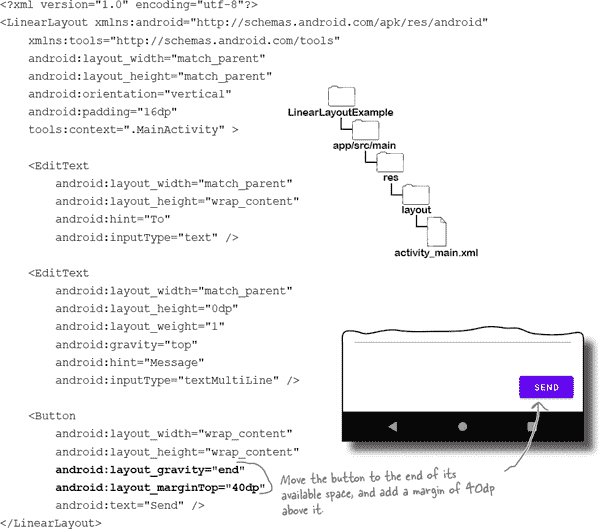 <?xml version="1.0" encoding="utf-8"?>
<LinearLayout xmlns:android="http://schemas.android.com/apk/res/android"
    xmlns:tools="http://schemas.android.com/tools"
    android:layout_width="match_parent"
    android:layout_height="match_parent"
    android:orientation="vertical"
    android:padding="16dp"
    tools:context=".MainActivity" >

    <EditText
        android:layout_width="match_parent"
        android:layout_height="wrap_content"
        android:hint="To"
        android:inputType="text" />

    <EditText
        android:layout_width="match_parent"
        android:layout_height="0dp"
        android:layout_weight="1"
        android:gravity="top"
        android:hint="Message"
        android:inputType="textMultiLine" />

    <Button
        android:layout_width="wrap_content"
        android:layout_height="wrap_content"
        android:layout_gravity="end"
        android:layout_marginTop="40dp"
        android:text="Send" />
</LinearLayout>
LinearLayoutExample
app/src/main
res
layout
activity_main.xml
SEND
Move the button to the end of its
available space, and add a margin of 40dp
above it.